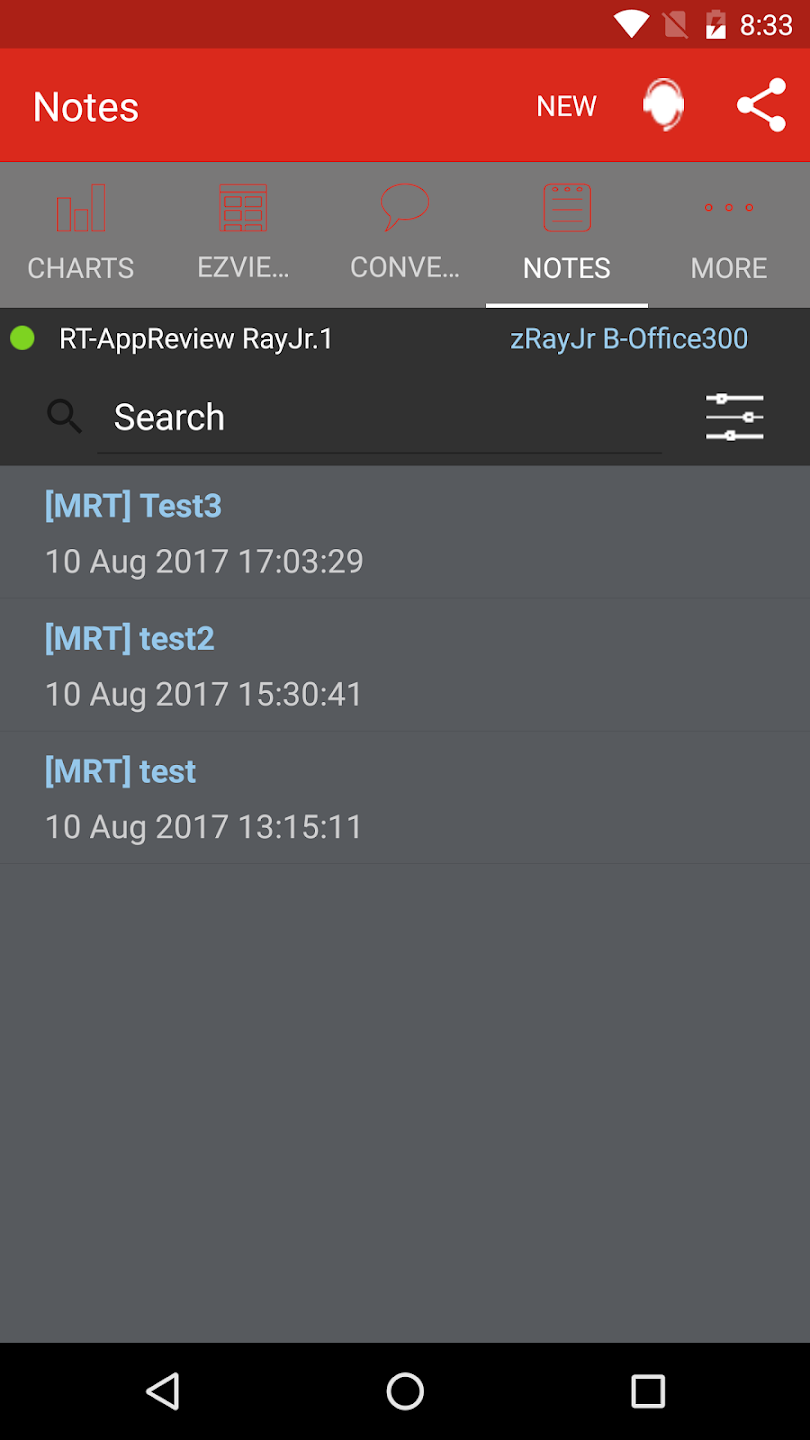 8:33
Notes NEW
CHARTS EZVIE... CONVE... NOTES MORE
RT-AppReview RayJr.1 zRayJr B-Office300
Search
[MRT] Test3
10 Aug 2017 17:03:29
[MRT] test2
10 Aug 2017 15:30:41
[MRT] test
10 Aug 2017 13:15:11